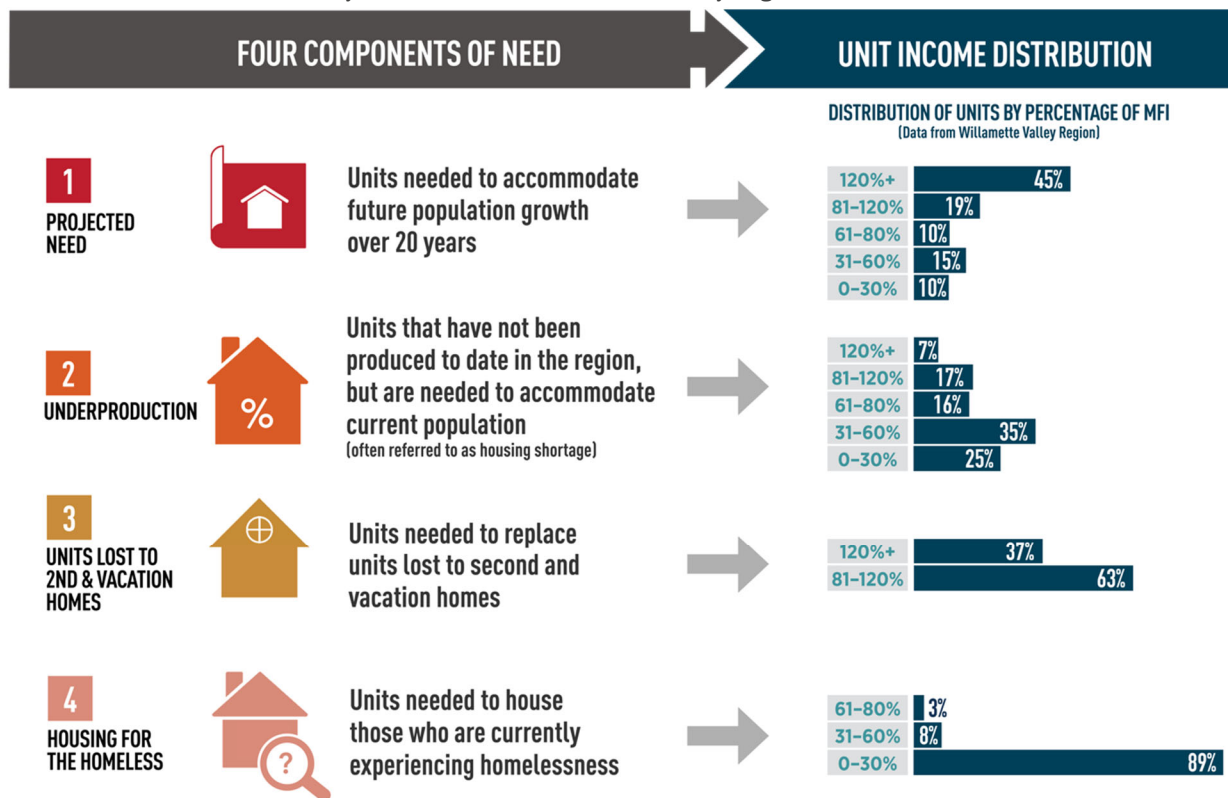 FOUR COMPONENTS OF NEED
UNIT INCOME DISTRIBUTION
DISTRIBUTION OF UNITS BY PERCENTAGE OF MFI
(Data from Willamette Valley Region)
1
PROJECTED
NEED
Units needed to accommodate
future population growth
over 20 years
120%+ 45%
81-120% 19%
61-80% 10%
31-60% 15%
0-30% 10%
2
UNDERPRODUCTION
%
Units that have not been
produced to date in the region,
but are needed to accommodate
current population
(often referred to as housing shortage)
120%+ 7%
81-120% 17%
61-80% 16%
31-60% 35%
0-30% 25%
3
UNITS LOST TO
2ND & VACATION
HOMES
Units needed to replace
units lost to second and
vacation homes
120%+ 37%
81-120% 63%
4
HOUSING FOR
THE HOMELESS
?
Units needed to house
those who are currently
experiencing homelessness
61-80% 3%
31-60% 8%
0-30% 89%